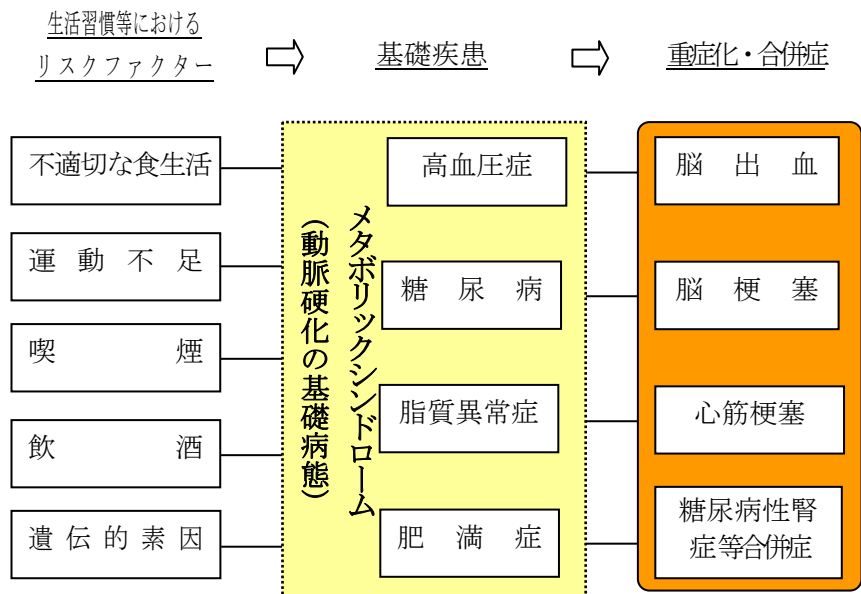 生活習慣等における
リスクファクター
基礎疾患
重症化・合併症
不適切な食生活
運動不足
喫煙
飲酒
遺伝的素因
メタボリックシンドローム
（動脈硬化の基礎病態）
高血圧症
糖尿病
脂質異常症
肥満症
脳出血
脳梗塞
心筋梗塞
糖尿病性腎
症等合併症